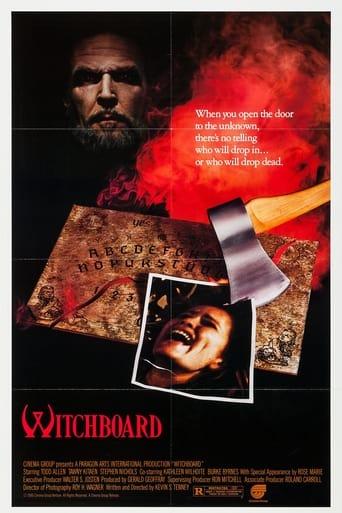 When you open the door
to the unknown,
there's no telling
who will drop in...
or who will drop dead.
ABCDEF
NOPQRSTU
WITCHBOARD
CINEMA GROUP presents A PARAGON ARTS INTERNATIONAL PRODUCTION "WITCHBOARD"
Starring TODD ALLEN TAWNY KITAEN STEPHEN NICHOLS Co-starring KATHLEEN WILHOITE BURKE BYRNES With Special Appearance by ROSE MARIE
Executive Producer WALTER S. JOSTEN Produced by GERALD GEOFFRAY Supervising Producer RON MITCHELL Associate Producer ROLAND CARROLL
Director of Photography ROY H. WAGNER Written and Directed by KEVIN S. TENNEY
R RESTRICTED